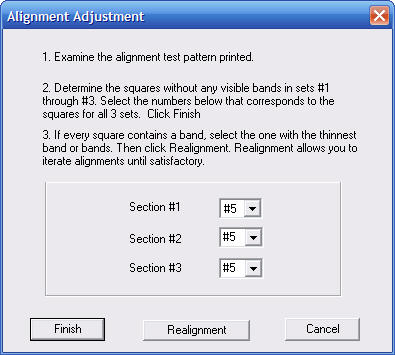 Alignment Adjustment
1. Examine the alignment test pattern printed.
2. Determine the squares without any visible bands in sets #1
through #3. Select the numbers below that corresponds to the
squares for all 3 sets.  Click Finish
3. If every square contains a band, select the one with the thinnest
band or bands. Then click Realignment. Realignment allows you to
iterate alignments until satisfactory.
Section #1 #5
Section #2 #5
Section #3 #5
Finish Realignment Cancel